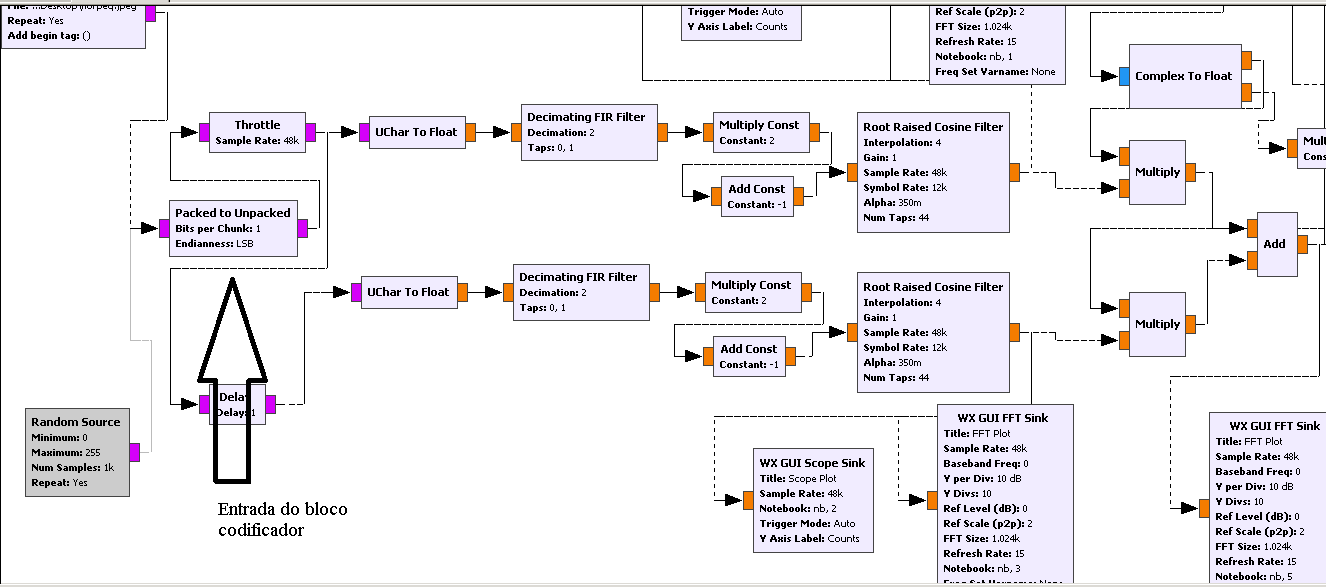 File: ...Desktop\torpeq.jpeg
Repeat: Yes
Add begin tag: ()
Trigger Mode: Auto
Y Axis Label: Counts
Ref Scale (p2p): 2
FFT Size: 1.024k
Refresh Rate: 15
Notebook: nb, 1
Freq Set Varname: None
Complex To Float
Throttle
Sample Rate: 48k
UChar To Float
Decimating FIR Filter
Decimation: 2
Taps: 0, 1
Multiply Const
Constant: 2
Add Const
Constant: -1
Root Raised Cosine Filter
Interpolation: 4
Gain: 1
Sample Rate: 48k
Symbol Rate: 12k
Alpha: 350m
Num Taps: 44
Multiply
Packed to Unpacked
Bits per Chunk: 1
Endianness: LSB
Add
UChar To Float
Decimating FIR Filter
Decimation: 2
Taps: 0, 1
Multiply Const
Constant: 2
Add Const
Constant: -1
Root Raised Cosine Filter
Interpolation: 4
Gain: 1
Sample Rate: 48k
Symbol Rate: 12k
Alpha: 350m
Num Taps: 44
Multiply
Delay
Delay: 1
Random Source
Minimum: 0
Maximum: 255
Num Samples: 1k
Repeat: Yes
Entrada do bloco
codificador
WX GUI Scope Sink
Title: Scope Plot
Sample Rate: 48k
Notebook: nb, 2
Trigger Mode: Auto
Y Axis Label: Counts
WX GUI FFT Sink
Title: FFT Plot
Sample Rate: 48k
Baseband Freq: 0
Y per Div: 10 dB
Y Divs: 10
Ref Level (dB): 0
Ref Scale (p2p): 2
FFT Size: 1.024k
Refresh Rate: 15
Notebook: nb, 3
Freq Set Varname: None
WX GUI FFT Sink
Title: FFT Plot
Sample Rate: 48k
Baseband Freq: 0
Y per Div: 10 dB
Y Divs: 10
Ref Level (dB): 0
Ref Scale (p2p): 2
FFT Size: 1.024k
Refresh Rate: 15
Notebook: nb, 5